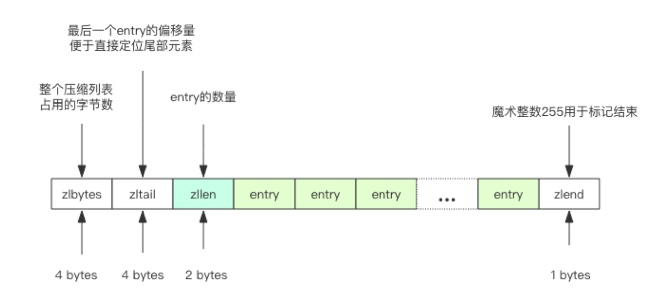 最后一个entry的偏移量
便于直接定位尾部元素
整个压缩列表
占用的字节数
entry的数量
魔术整数255用于标记结束
zlbytes zltail zllen entry entry entry ... entry zlend
4 bytes 4 bytes 2 bytes 1 bytes